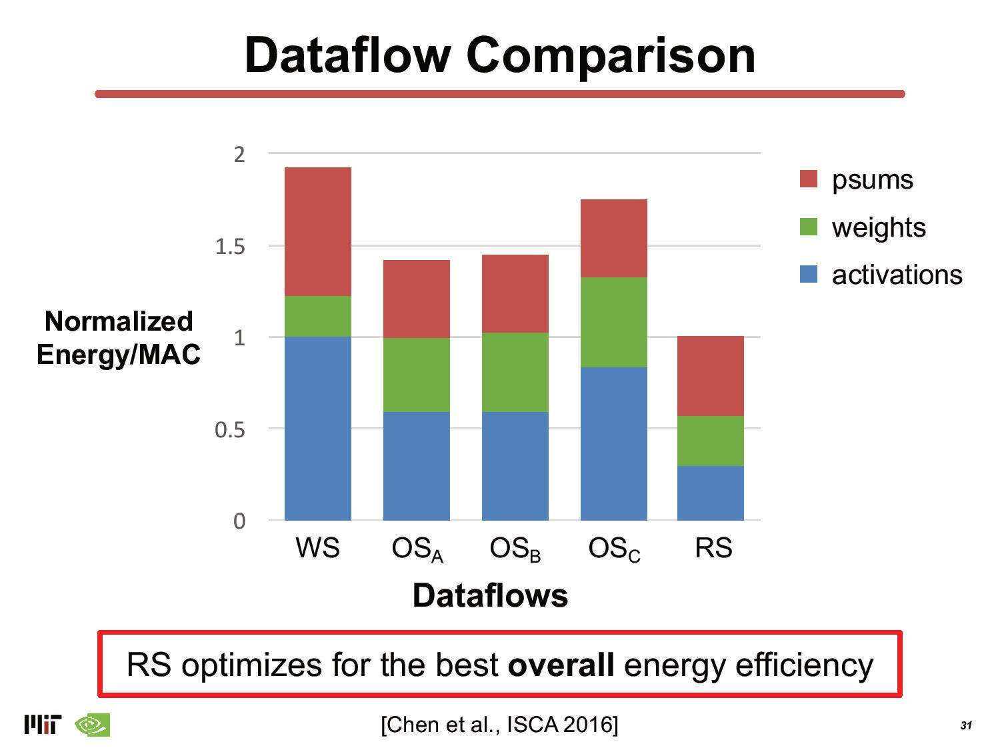 Dataflow Comparison
2
1.5
1
0.5
0
Normalized
Energy/MAC
psums
weights
activations
WS OSA OSB OSC RS
Dataflows
RS optimizes for the best overall energy efficiency
MIT
[Chen et al., ISCA 2016]
31